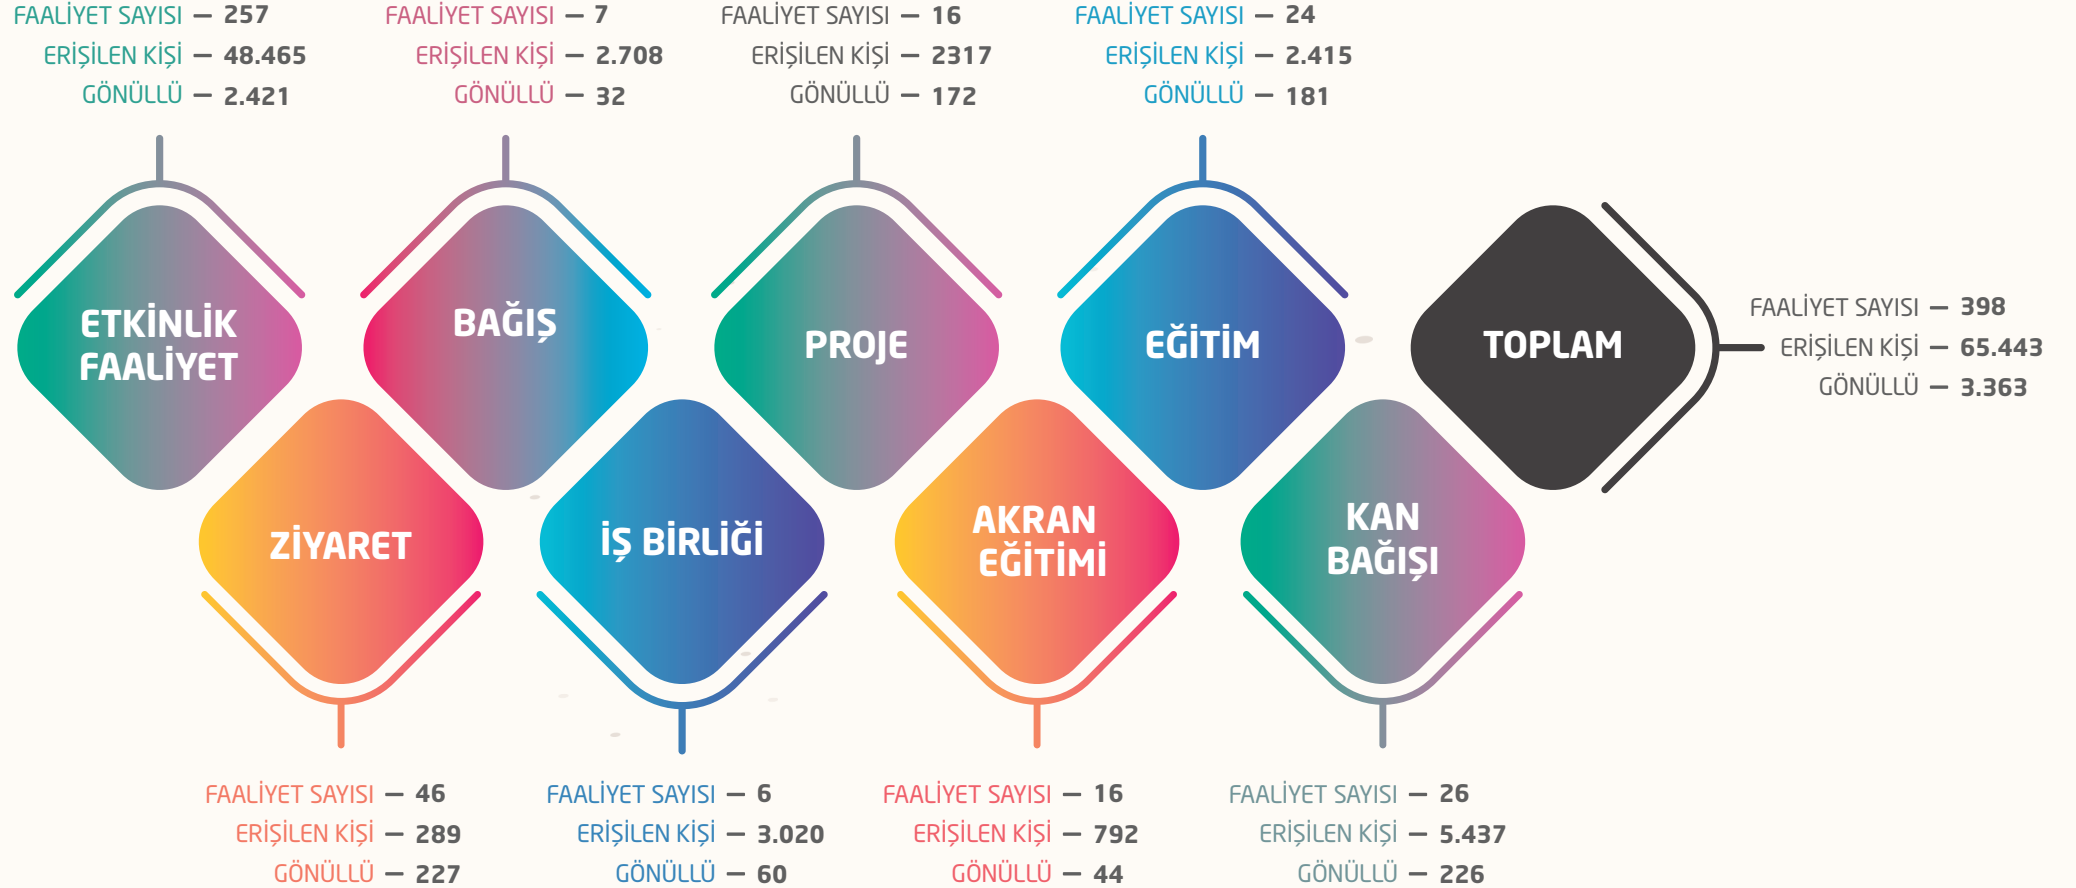 FAALİYET SAYISI — 257
ERİŞİLEN KİŞİ — 48.465
GÖNÜLLÜ — 2.421
FAALİYET SAYISI — 7
ERİŞİLEN KİŞİ — 2.708
GÖNÜLLÜ — 32
FAALİYET SAYISI — 16
ERİŞİLEN KİŞİ — 2317
GÖNÜLLÜ — 172
FAALİYET SAYISI — 24
ERİŞİLEN KİŞİ — 2.415
GÖNÜLLÜ — 181
ETKİNLİK
FAALİYET
BAĞIŞ
PROJE
EĞİTİM
TOPLAM
FAALİYET SAYISI — 398
ERİŞİLEN KİŞİ — 65.443
GÖNÜLLÜ — 3.363
ZİYARET
İŞ BİRLİĞİ
AKRAN
EĞİTİMİ
KAN
BAĞIŞI
FAALİYET SAYISI — 46
ERİŞİLEN KİŞİ — 289
GÖNÜLLÜ — 227
FAALİYET SAYISI — 6
ERİŞİLEN KİŞİ — 3.020
GÖNÜLLÜ — 60
FAALİYET SAYISI — 16
ERİŞİLEN KİŞİ — 792
GÖNÜLLÜ — 44
FAALİYET SAYISI — 26
ERİŞİLEN KİŞİ — 5.437
GÖNÜLLÜ — 226